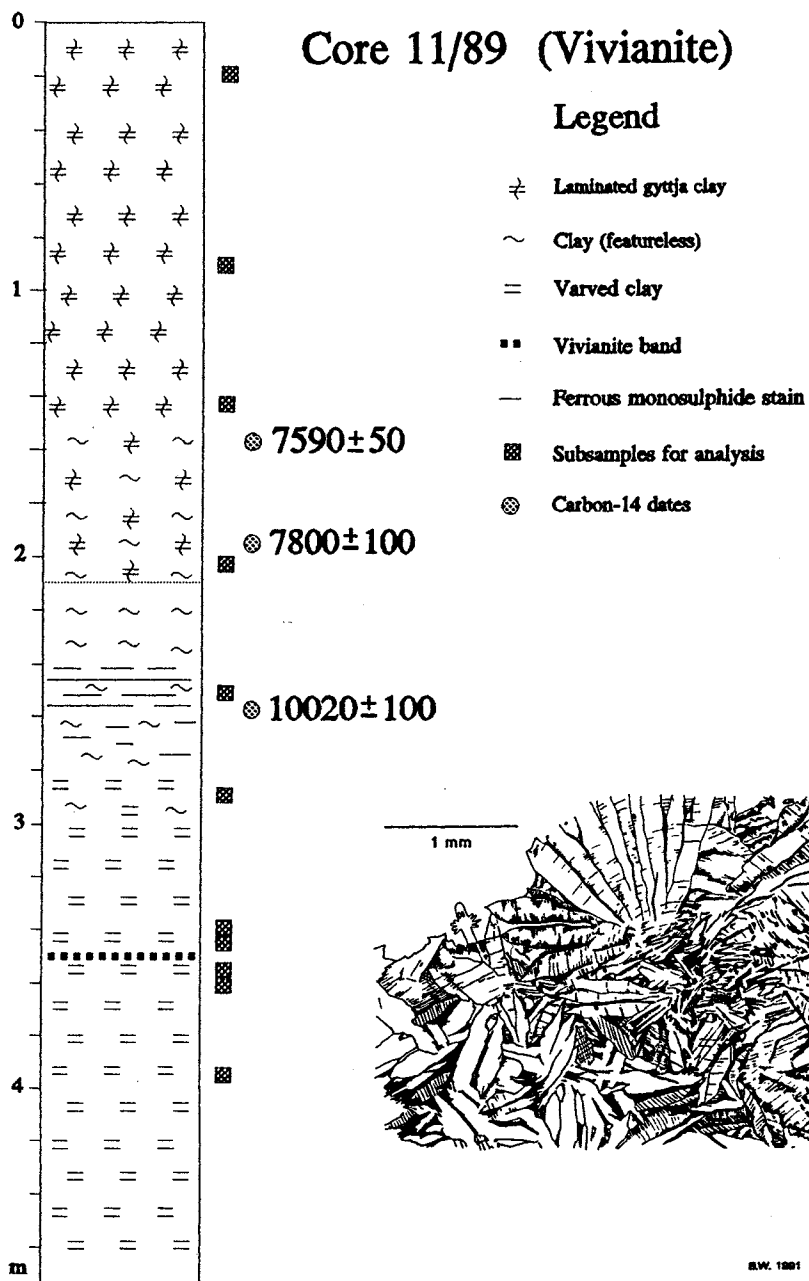 Core 11/89 (Vivianite)
Legend
Laminated gyttja clay
Clay (featureless)
Varved clay
Vivianite band
Ferrous monosulphide stain
Subsamples for analysis
Carbon-14 dates
0
1
7590±50
7800±100
2
10020±100
3
1 mm
4
m
B.W. 1991